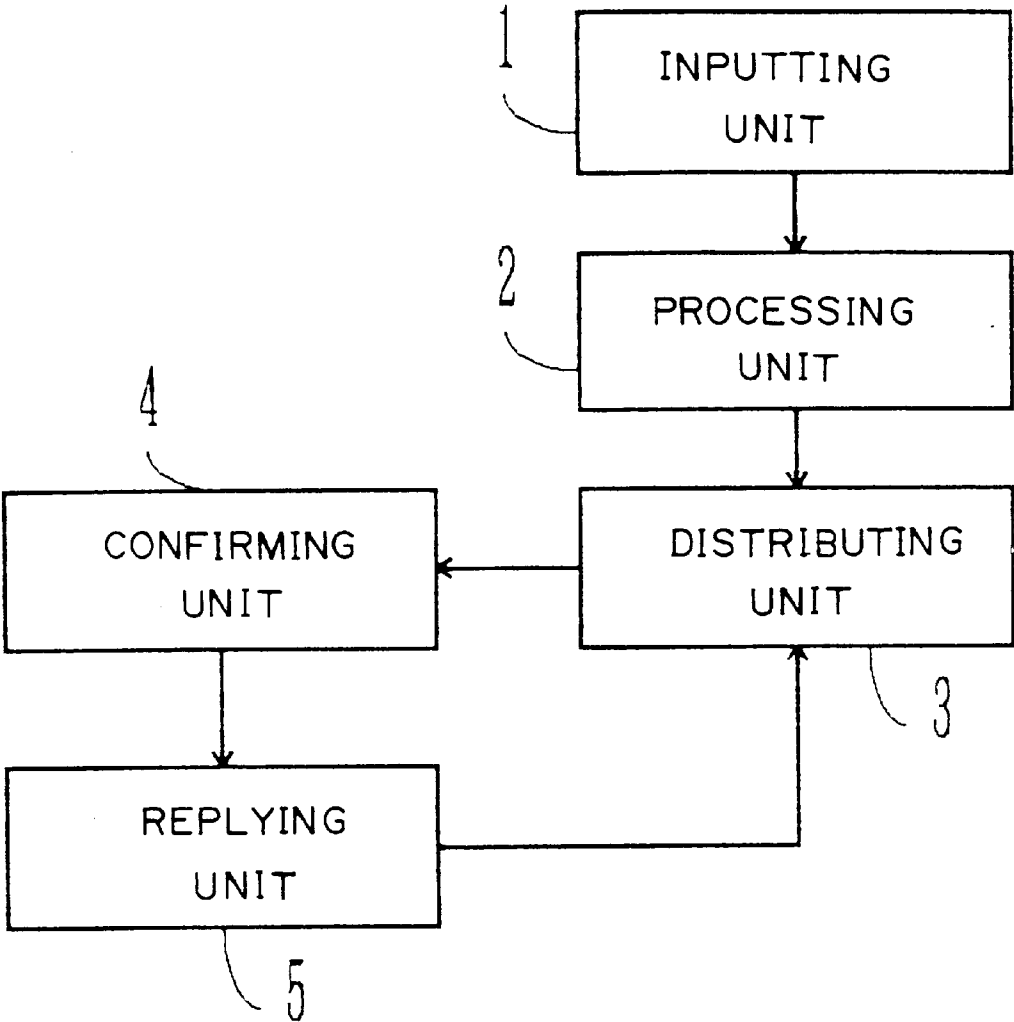 1
INPUTTING
UNIT
2
PROCESSING
UNIT
4
CONFIRMING
UNIT
DISTRIBUTING
UNIT
3
REPLYING
UNIT
5